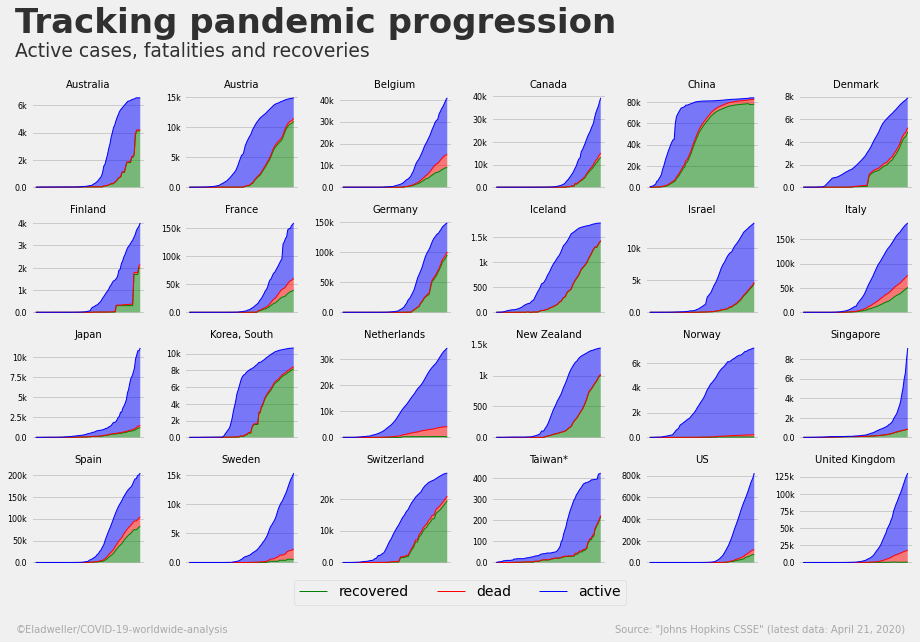 Tracking pandemic progression
Active cases, fatalities and recoveries
Australia Austria Belgium Canada China Denmark
6k
4k
2k
0.0
15k
10k
5k
0.0
40k
30k
20k
10k
0.0
40k
30k
20k
10k
0.0
80k
60k
40k
20k
0.0
8k
6k
4k
2k
0.0
Finland France Germany Iceland Israel Italy
4k
3k
2k
1k
0.0
150k
100k
50k
0.0
150k
100k
50k
0.0
1.5k
1k
500
0.0
10k
5k
0.0
150k
100k
50k
0.0
Japan Korea, South Netherlands New Zealand Norway Singapore
10k
7.5k
5k
2.5k
0.0
10k
8k
6k
4k
2k
0.0
30k
20k
10k
0.0
1.5k
1k
500
0.0
6k
4k
2k
0.0
8k
6k
4k
2k
0.0
Spain Sweden Switzerland Taiwan* US United Kingdom
200k
150k
100k
50k
0.0
15k
10k
5k
0.0
20k
10k
0.0
400
300
200
100
0.0
800k
600k
400k
200k
0.0
125k
100k
75k
50k
25k
0.0
recovered dead active
©Eladweller/COVID-19-worldwide-analysis
Source: "Johns Hopkins CSSE" (latest data: April 21, 2020)